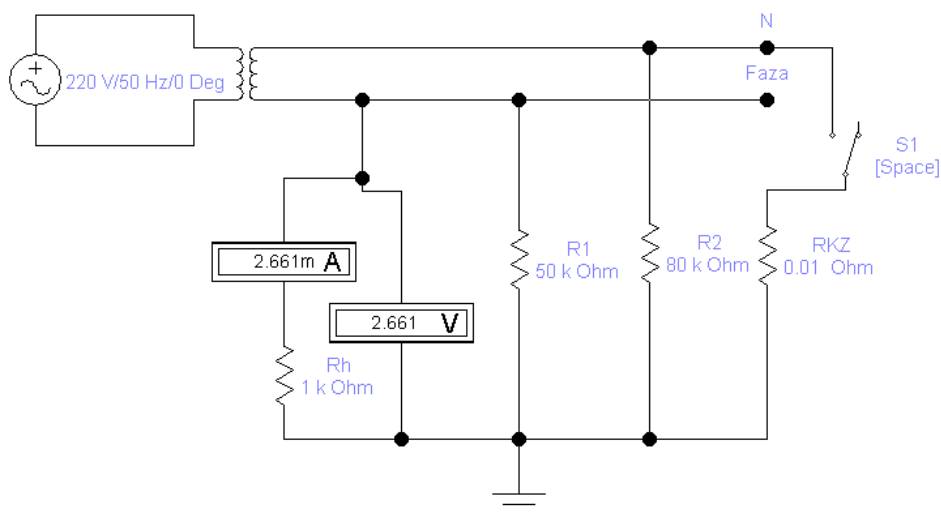 N
220 V/50 Hz/0 Deg
Faza
S1
[Space]
2.661m A
R1
50 k Ohm
R2
80 k Ohm
RKZ
0.01 Ohm
2.661 V
Rh
1 k Ohm